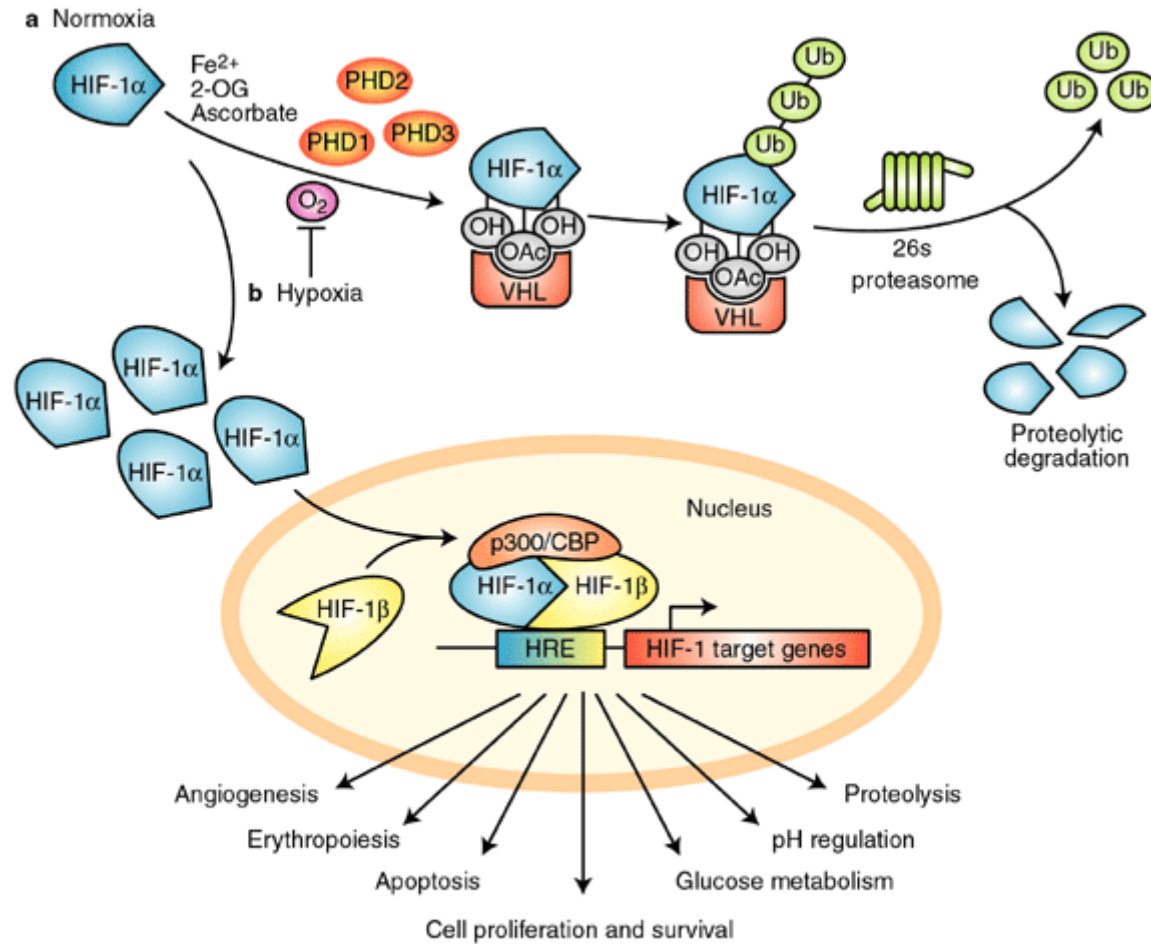 a Normoxia
HIF-1α
Fe2+
2-OG
Ascorbate
PHD2
PHD1
PHD3
O2
b Hypoxia
HIF-1α
OH
OAc
OH
VHL
Ub
Ub
Ub
HIF-1α
OH
OAc
OH
VHL
26s
proteasome
Ub
Ub
Ub
Proteolytic
degradation
HIF-1α
HIF-1α
HIF-1α
HIF-1α
Nucleus
p300/CBP
HIF-1α
HIF-1β
HIF-1β
HRE
HIF-1 target genes
Angiogenesis
Erythropoiesis
Apoptosis
Cell proliferation and survival
Glucose metabolism
pH regulation
Proteolysis